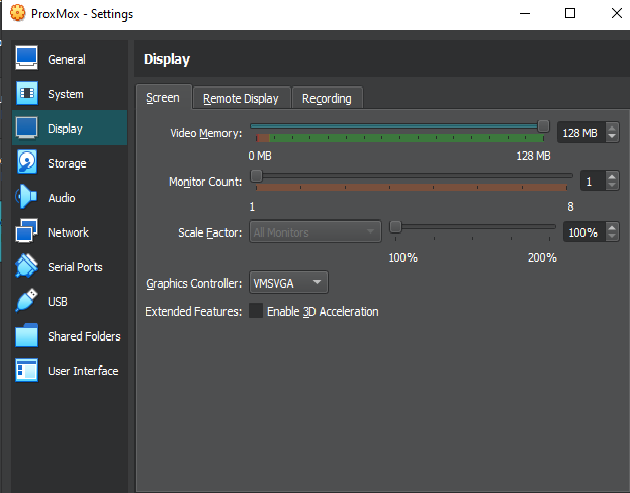 ProxMox - Settings
General
System
Display
Storage
Audio
Network
Serial Ports
USB
Shared Folders
User Interface
Display
Screen
Remote Display
Recording
Video Memory:
128 MB
0 MB
128 MB
Monitor Count:
1
1
8
Scale Factor:
All Monitors
100%
100%
200%
Graphics Controller:
VMSVGA
Extended Features:
Enable 3D Acceleration